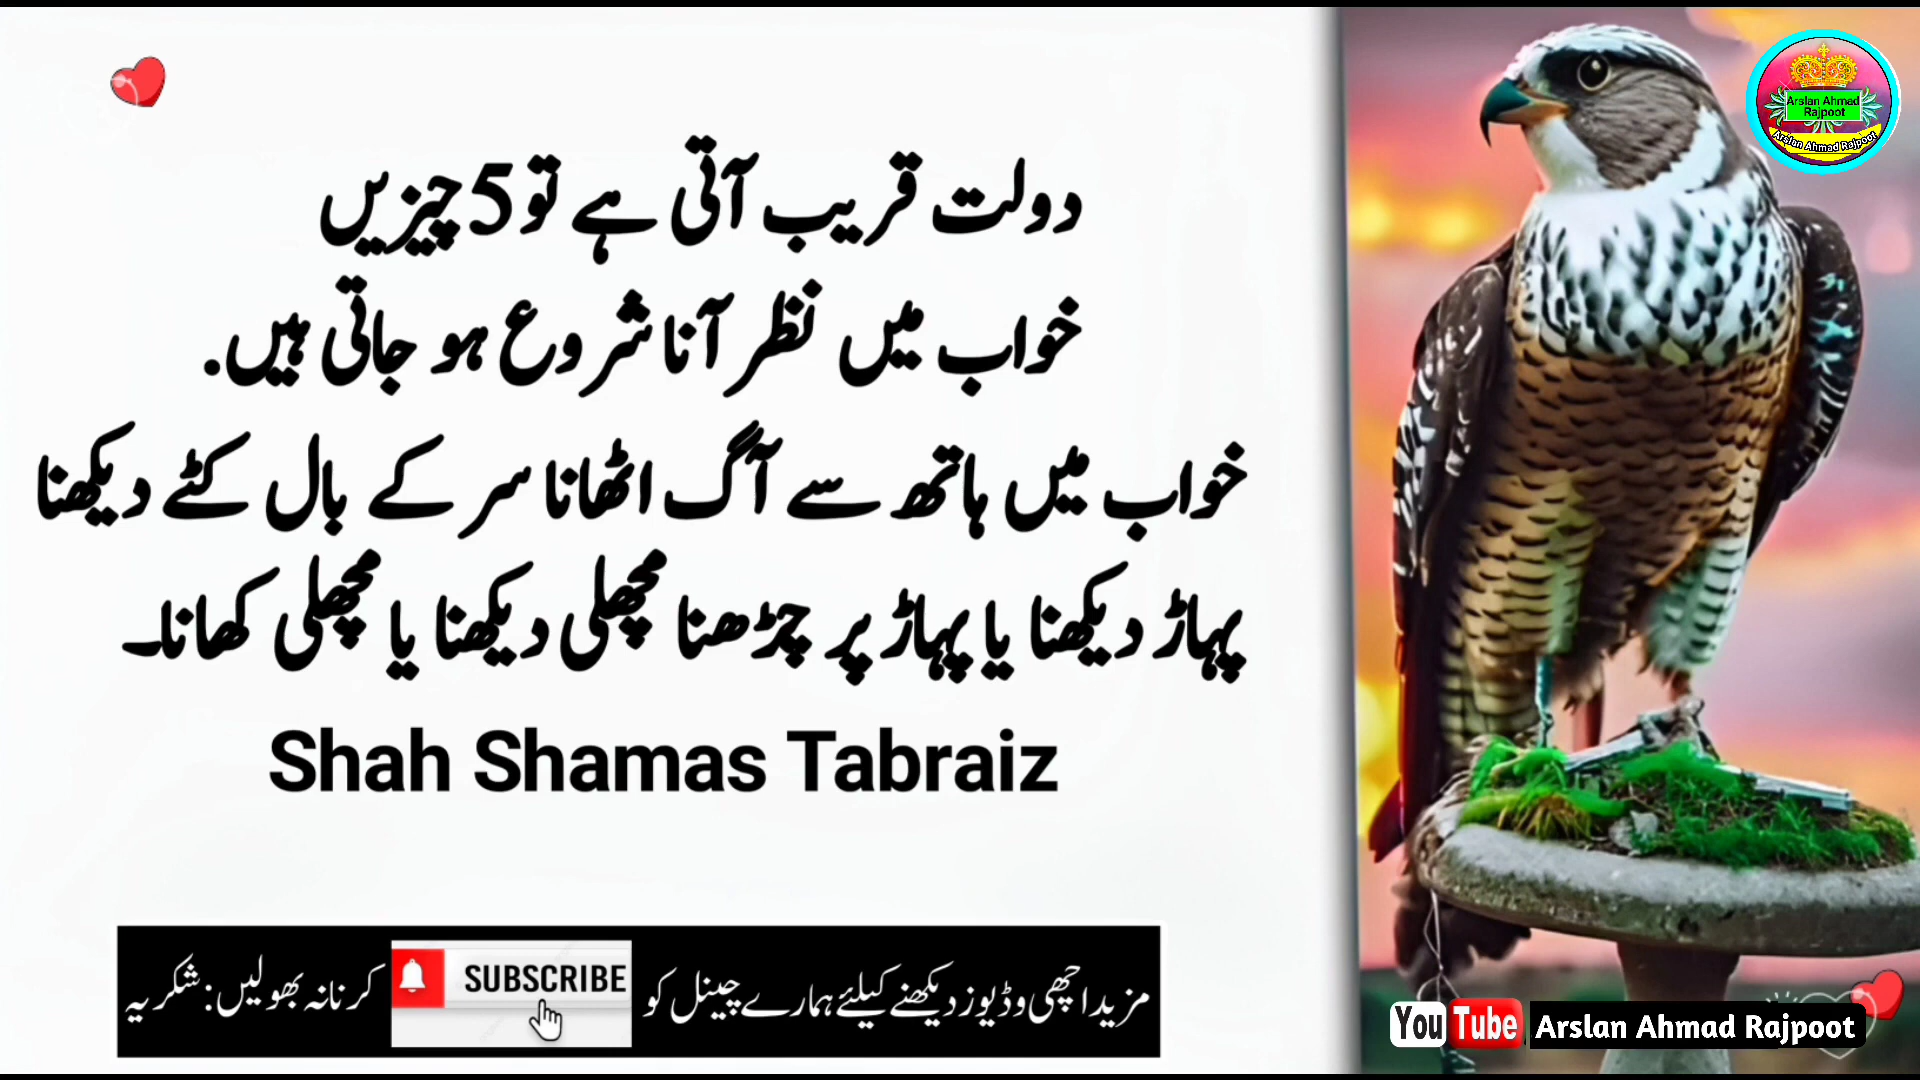 دولت قریب آتی ہے تو 5 چیزیں
خواب میں نظر آنا شروع ہو جاتی ہیں.
خواب میں ہاتھ سے آگ اٹھانا سر کے بال کٹے دیکھنا
پہاڑ دیکھنا یا پہاڑ پر چڑھنا مچھلی دیکھنا یا مچھلی کھانا۔
Shah Shamas Tabraiz
مزید اچھی وڈیوز دیکھنے کیلئے ہمارے چینل کو SUBSCRIBE کرنا نہ بھولیں: شکریہ
Arslan Ahmad
Rajpoot
Arslan Ahmad Rajpoot
YouTube Arslan Ahmad Rajpoot